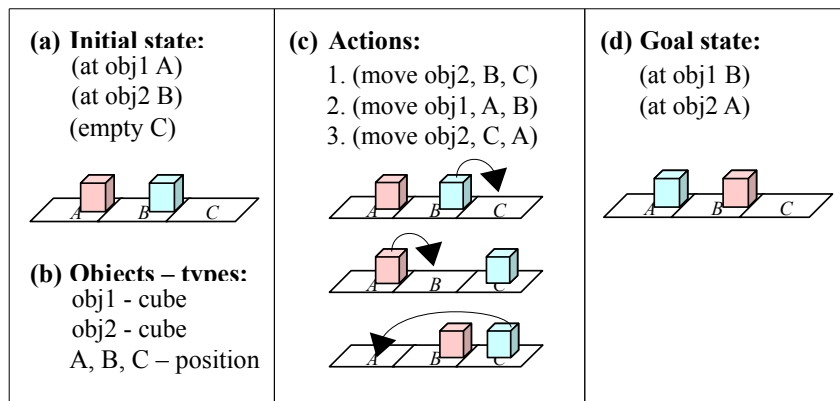 (a) Initial state:
(at obj1 A)
(at obj2 B)
(empty C)
A B C
(b) Objects – types:
obj1 - cube
obj2 - cube
A, B, C – position
(c) Actions:
1. (move obj2, B, C)
2. (move obj1, A, B)
3. (move obj2, C, A)
A B C
A B C
A B C
(d) Goal state:
(at obj1 B)
(at obj2 A)
A B C